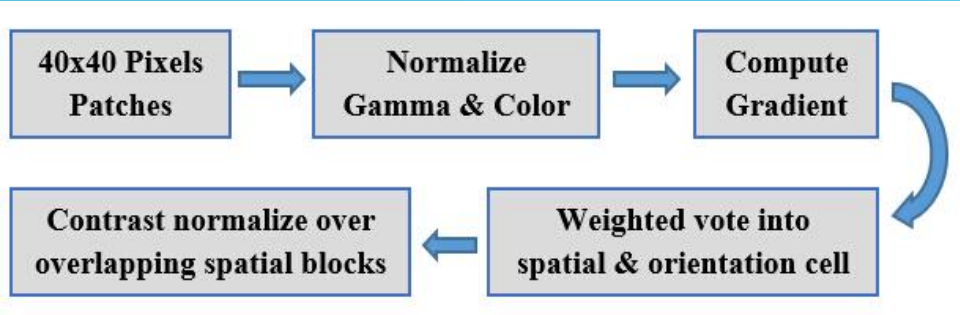 40x40 Pixels
Patches
Normalize
Gamma & Color
Compute
Gradient
Weighted vote into
spatial & orientation cell
Contrast normalize over
overlapping spatial blocks